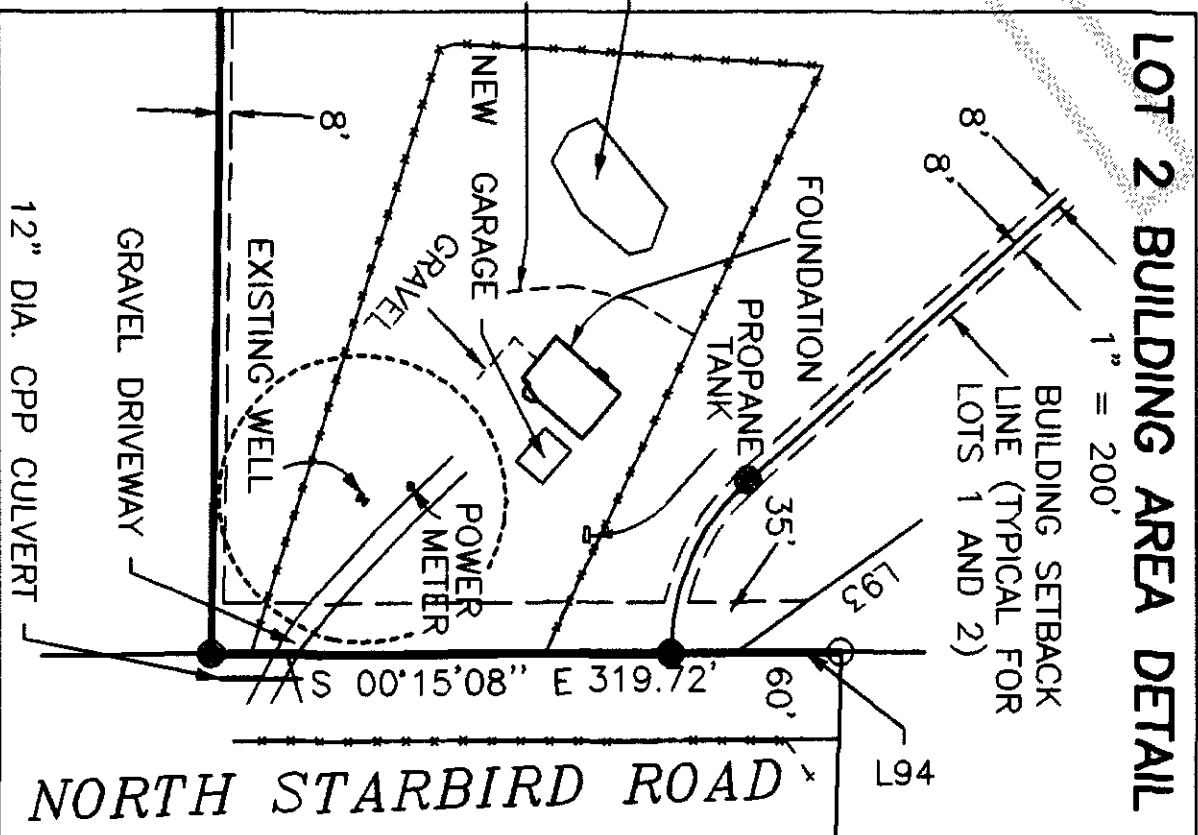 LOT 2 BUILDING AREA DETAIL
1" = 200'
BUILDING SETBACK
LINE (TYPICAL FOR
LOTS 1 AND 2)
8'
8'
FOUNDATION
PROPANE
TANK
35'
L93
L94
60'
NEW GARAGE
GRAVEL
POWER
METER
8'
EXISTING WELL
GRAVEL DRIVEWAY
12" DIA. CPP CULVERT
S 00°15'08" E 319.72'
NORTH STARBIRD ROAD